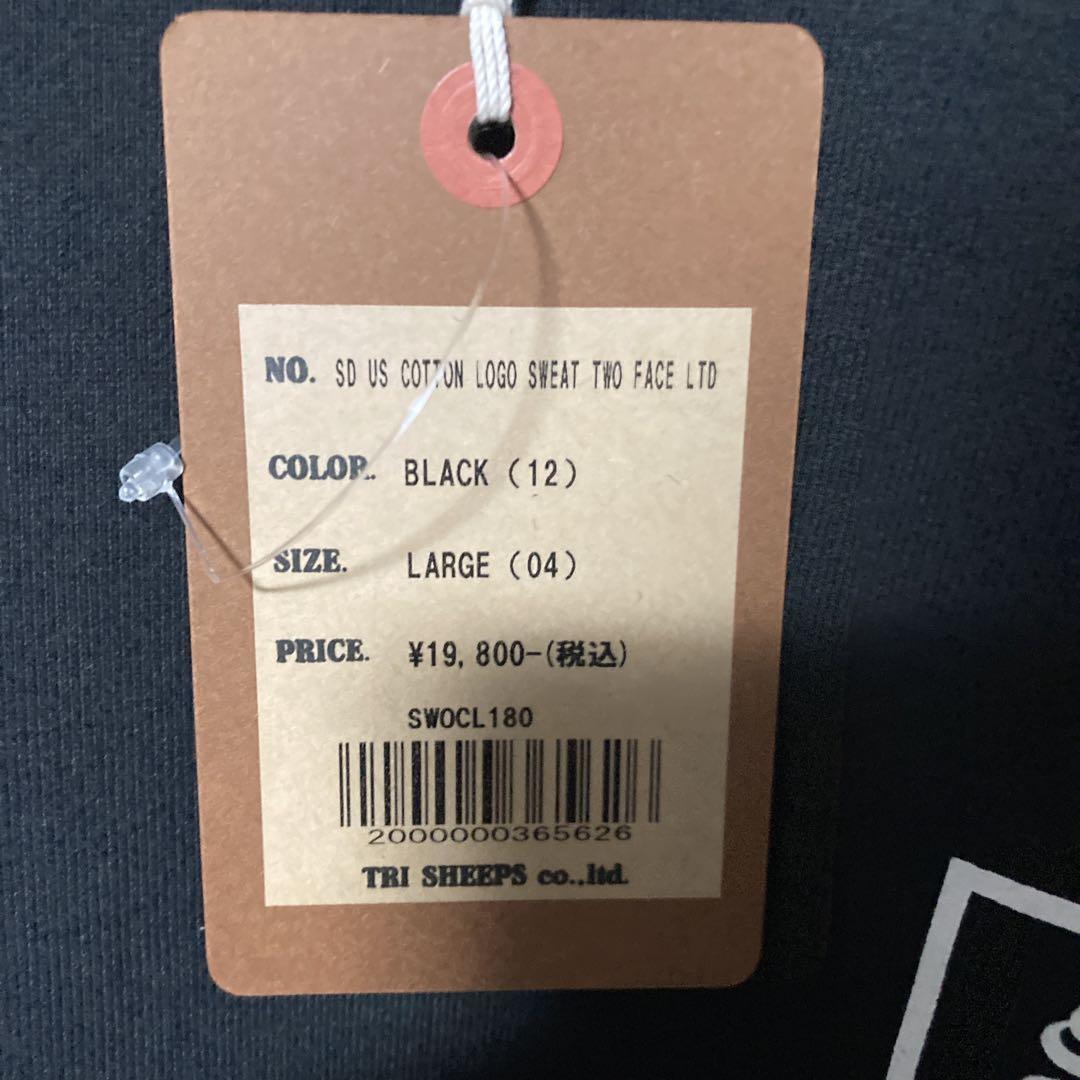 NO. SD US COTTON LOGO SWEAT TWO FACE LTD
COLOR. BLACK (12)
SIZE. LARGE (04)
PRICE. ¥19,800-(税込)
SWOCL180
2000000365626
TRI SHEEPS co.,ltd.